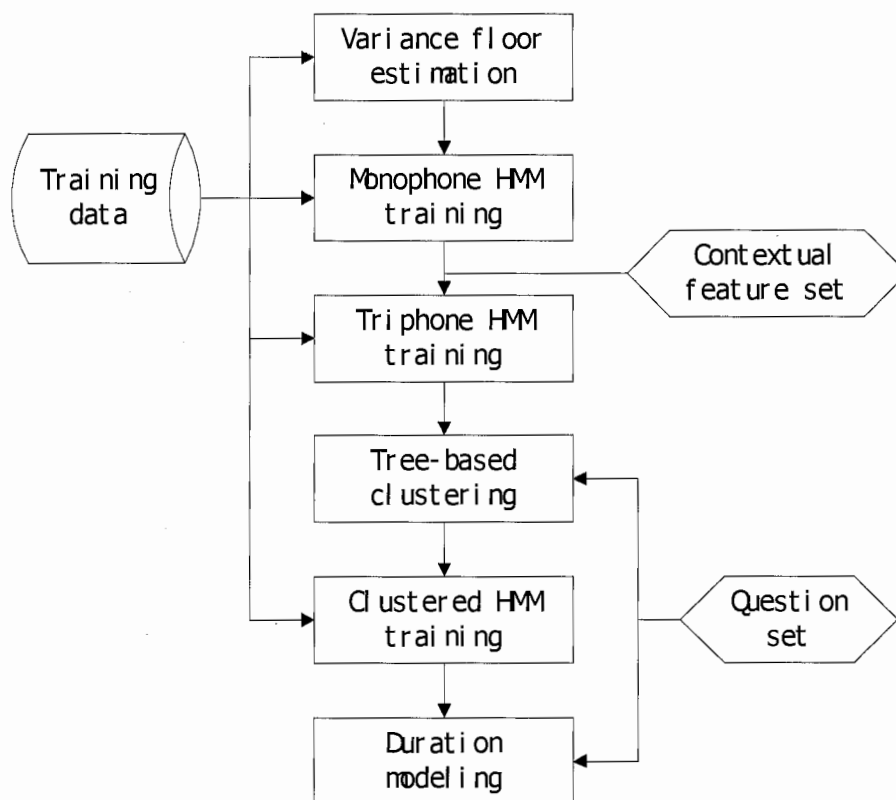 Variance floor
estimation
Training
data
Monophone HMM
training
Contextual
feature set
Triphone HMM
training
Tree-based
clustering
Clustered HMM
training
Question
set
Duration
modeling